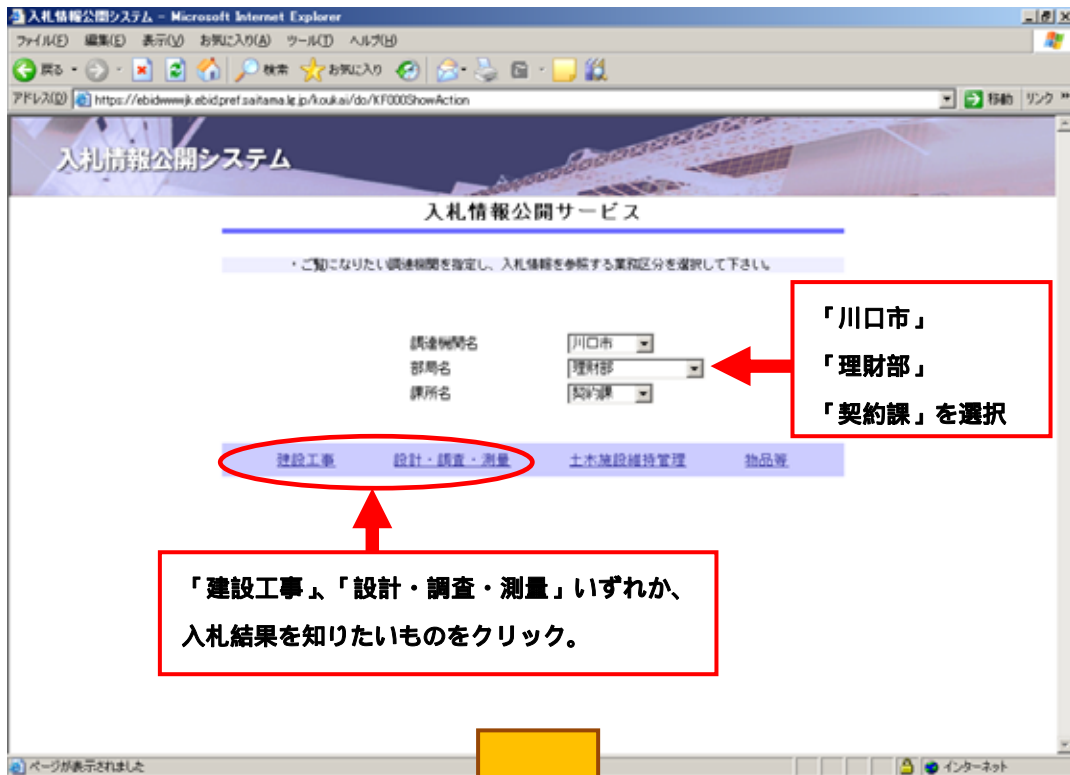 入札情報公開システム - Microsoft Internet Explorer
ファイル(F) 編集(E) 表示(V) お気に入り(A) ツール(T) ヘルプ(H)
戻る 検索 お気に入り
アドレス(D) https://ebidwwwjk.ebid.pref.saitama.lg.jp/koukai/do/KF000ShowAction 移動 リンク »
入札情報公開システム
入札情報公開サービス
・ご覧になりたい調達機関を指定し、入札情報を参照する業務区分を選択して下さい。
調達機関名 川口市
部局名 理財部
課所名 契約課
「川口市」
「理財部」
「契約課」を選択
建設工事 設計・調査・測量 土木施設維持管理 物品等
「建設工事」、「設計・調査・測量」いずれか、
入札結果を知りたいものをクリック。
ページが表示されました インターネット